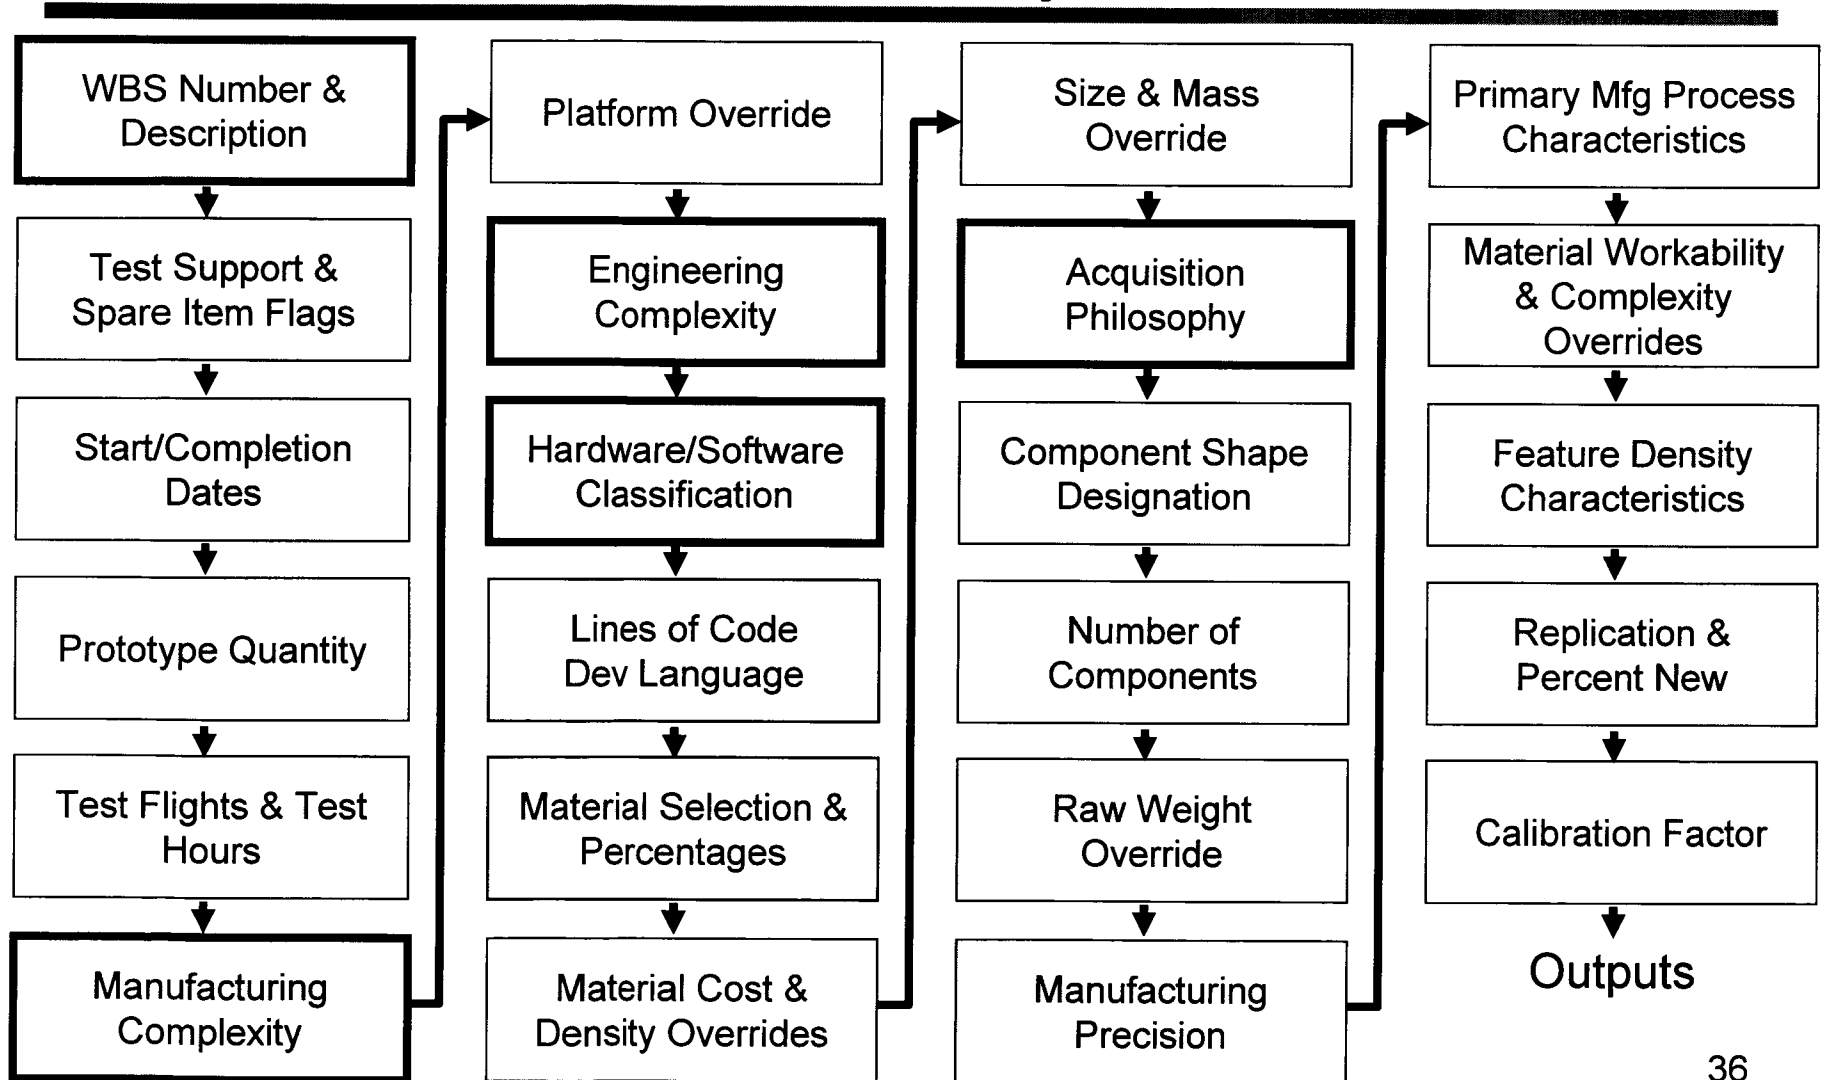 WBS Number &
Description
Test Support &
Spare Item Flags
Start/Completion
Dates
Prototype Quantity
Test Flights & Test
Hours
Manufacturing
Complexity
Platform Override
Engineering
Complexity
Hardware/Software
Classification
Lines of Code
Dev Language
Material Selection &
Percentages
Material Cost &
Density Overrides
Size & Mass
Override
Acquisition
Philosophy
Component Shape
Designation
Number of
Components
Raw Weight
Override
Manufacturing
Precision
Primary Mfg Process
Characteristics
Material Workability
& Complexity
Overrides
Feature Density
Characteristics
Replication &
Percent New
Calibration Factor
Outputs
36